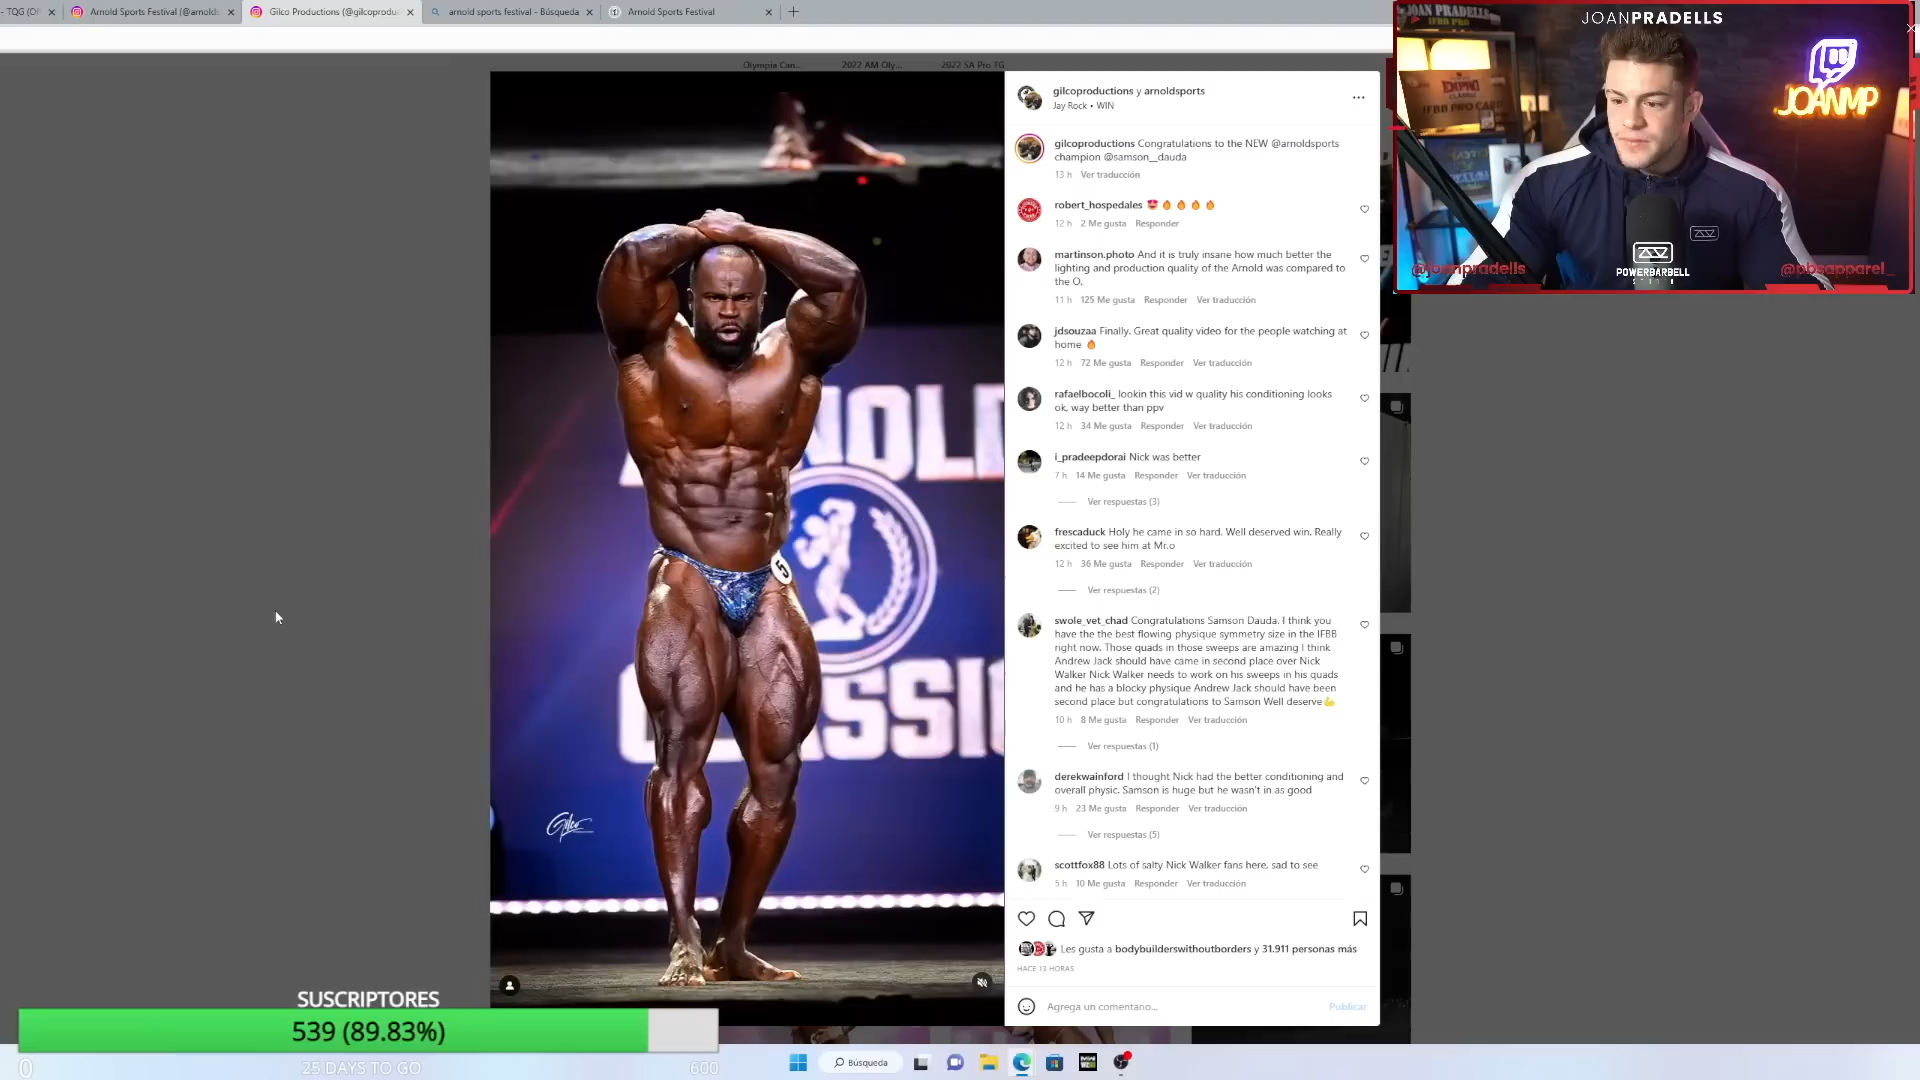 - TQG (Of
Arnold Sports Festival (@arnolds
Gilco Productions (@gilcoprodu
arnold sports festival - Búsqueda
Arnold Sports Festival
Olympia Can...
2022 AM Oly...
2022 SA Pro TG
JOANPRADELLS
JOAN PRADELLS
IFBB PRO
IFBB PRO CARD
JOANMP
POWERBARBELL
@joanpradells
@pbsapparel_
gilcoproductions y arnoldsports
Jay Rock • WIN
gilcoproductions Congratulations to the NEW @arnoldsports
champion @samson__dauda
13 h Ver traducción
robert_hospedales 😍🔥🔥🔥🔥
12 h 2 Me gusta Responder
martinson.photo And it is truly insane how much better the
lighting and production quality of the Arnold was compared to
the O.
11 h 125 Me gusta Responder Ver traducción
jdsouzaa Finally. Great quality video for the people watching at
home 🔥
12 h 72 Me gusta Responder Ver traducción
rafaelbocoli_ lookin this vid w quality his conditioning looks
ok, way better than ppv
12 h 34 Me gusta Responder Ver traducción
i_pradeepdorai Nick was better
7 h 14 Me gusta Responder Ver traducción
Ver respuestas (3)
frescaduck Holy he came in so hard. Well deserved win. Really
excited to see him at Mr.o
12 h 36 Me gusta Responder Ver traducción
Ver respuestas (2)
swole_vet_chad Congratulations Samson Dauda. I think you
have the the best flowing physique symmetry size in the IFBB
right now. Those quads in those sweeps are amazing I think
Andrew Jack should have came in second place over Nick
Walker Nick Walker needs to work on his sweeps in his quads
and he has a blocky physique Andrew Jack should have been
second place but congratulations to Samson Well deserve💪
10 h 8 Me gusta Responder Ver traducción
Ver respuestas (1)
derekwainford I thought Nick had the better conditioning and
overall physic. Samson is huge but he wasn't in as good
9 h 23 Me gusta Responder Ver traducción
Ver respuestas (5)
scottfox88 Lots of salty Nick Walker fans here, sad to see
5 h 10 Me gusta Responder Ver traducción
Les gusta a bodybuilderswithoutborders y 31.911 personas más
HACE 13 HORAS
Agrega un comentario...
Publicar
ARNOLD
CLASSIC
5
Gilco
SUSCRIPTORES
539 (89.83%)
0
25 DAYS TO GO
600
Búsqueda